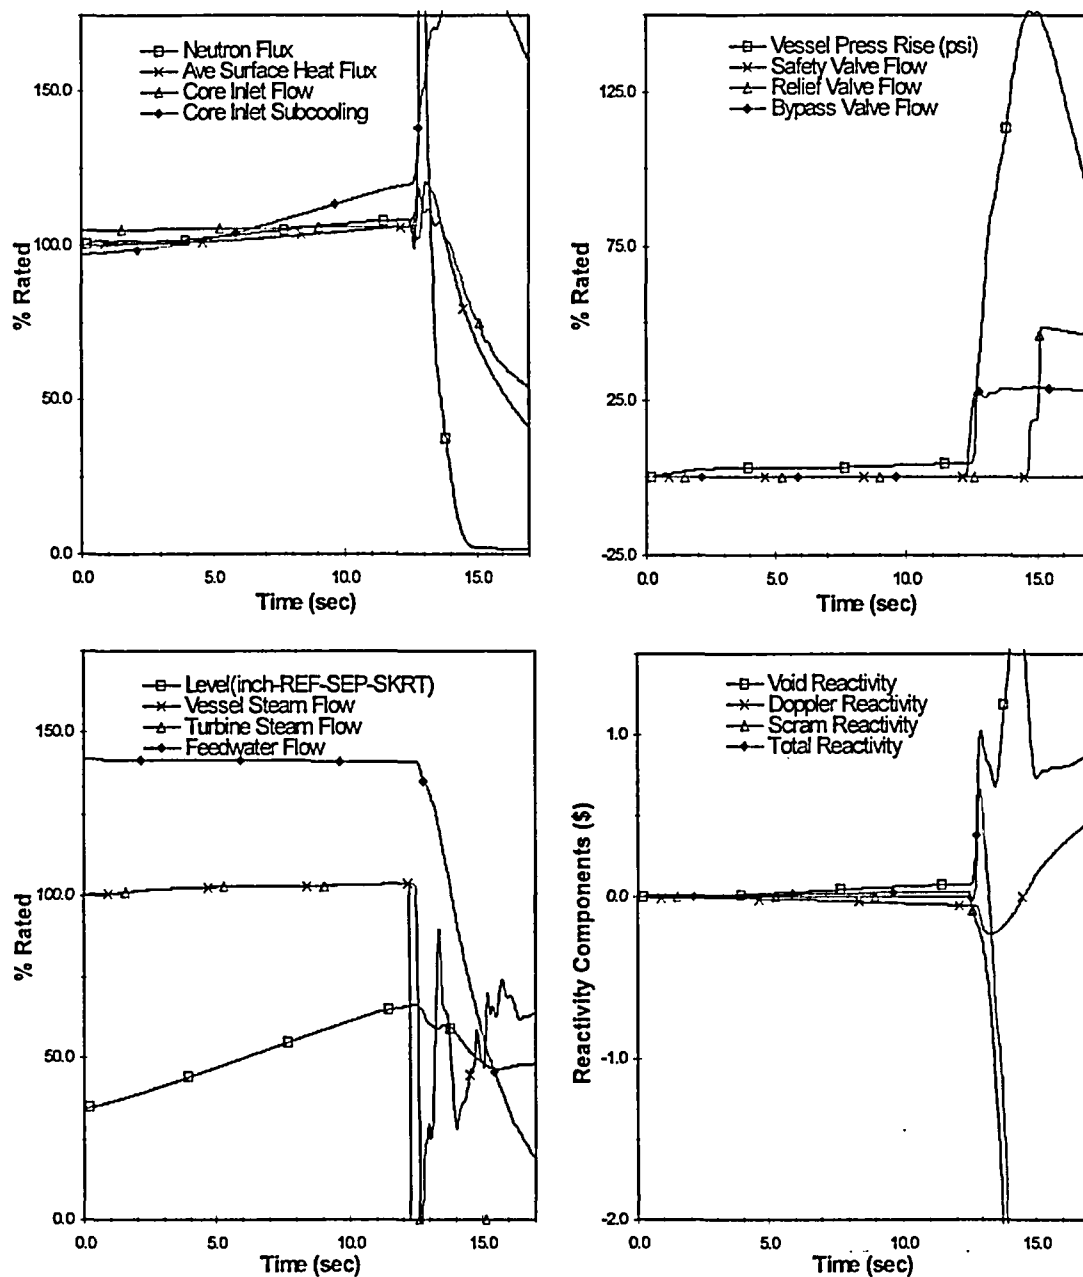 Neutron Flux
Ave Surface Heat Flux
Core Inlet Flow
Core Inlet Subcooling
150.0
100.0
50.0
0.0
% Rated
0.0 5.0 10.0 15.0
Time (sec)
Vessel Press Rise (psi)
Safety Valve Flow
Relief Valve Flow
Bypass Valve Flow
125.0
75.0
25.0
-25.0
% Rated
0.0 5.0 10.0 15.0
Time (sec)
Level(inch-REF-SEP-SKRT)
Vessel Steam Flow
Turbine Steam Flow
Feedwater Flow
150.0
100.0
50.0
0.0
% Rated
0.0 5.0 10.0 15.0
Time (sec)
Void Reactivity
Doppler Reactivity
Scram Reactivity
Total Reactivity
1.0
0.0
-1.0
-2.0
Reactivity Components ($)
0.0 5.0 10.0 15.0
Time (sec)